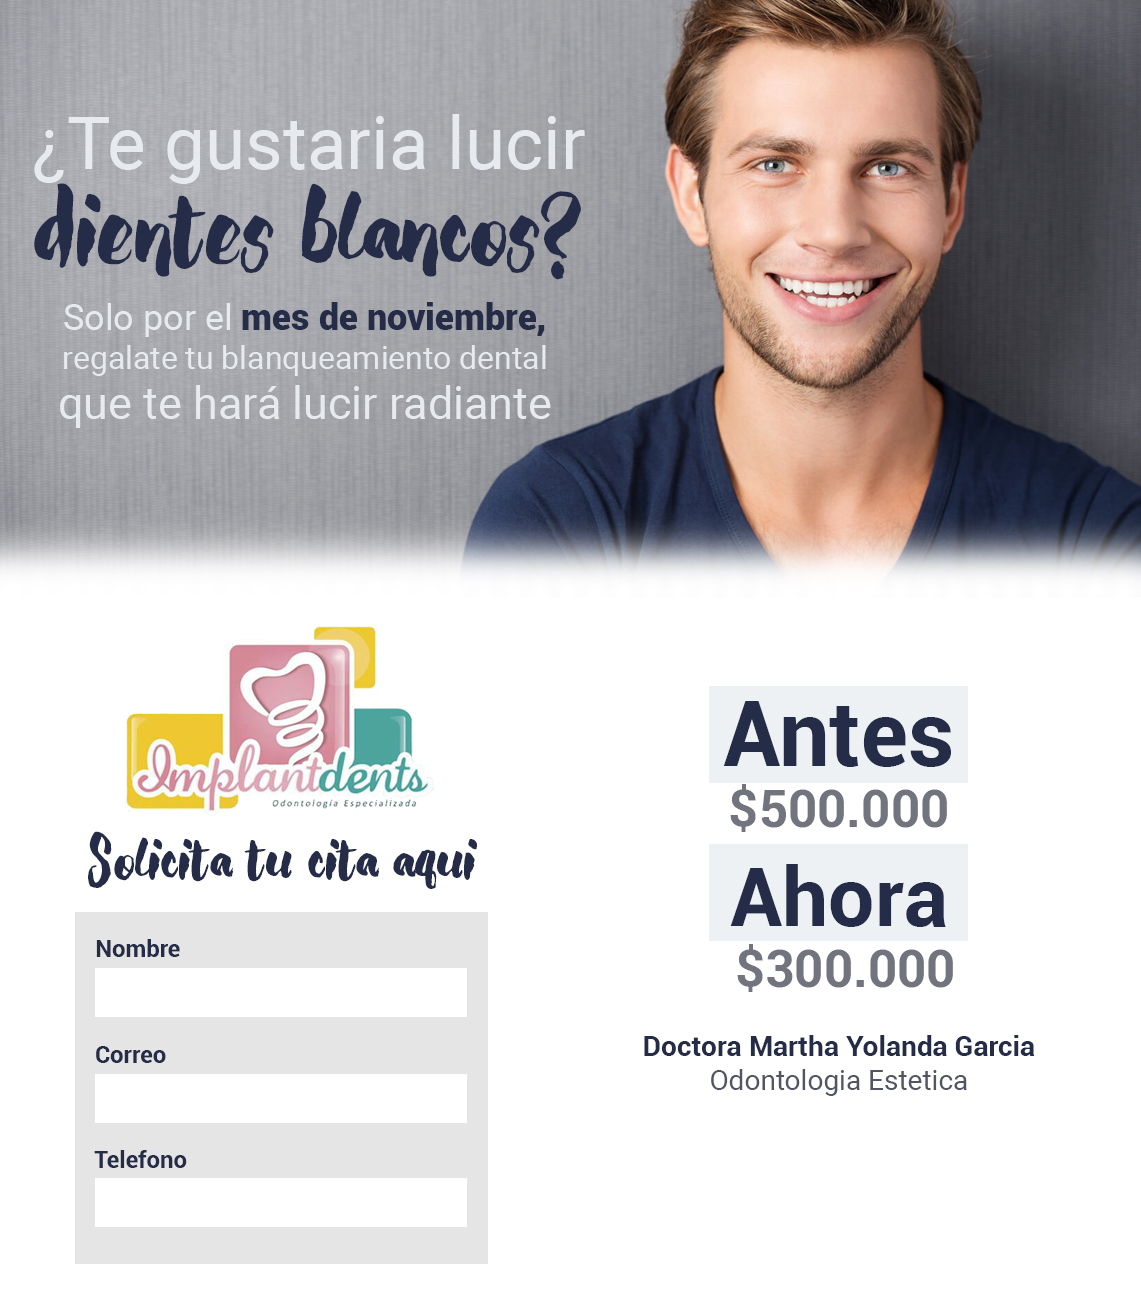 ¿Te gustaria lucir
dientes blancos?
Solo por el mes de noviembre,
regalate tu blanqueamiento dental
que te hará lucir radiante
Implantdents
Odontología Especializada
Solicita tu cita aqui
Nombre
Correo
Telefono
Antes
$500.000
Ahora
$300.000
Doctora Martha Yolanda Garcia
Odontologia Estetica